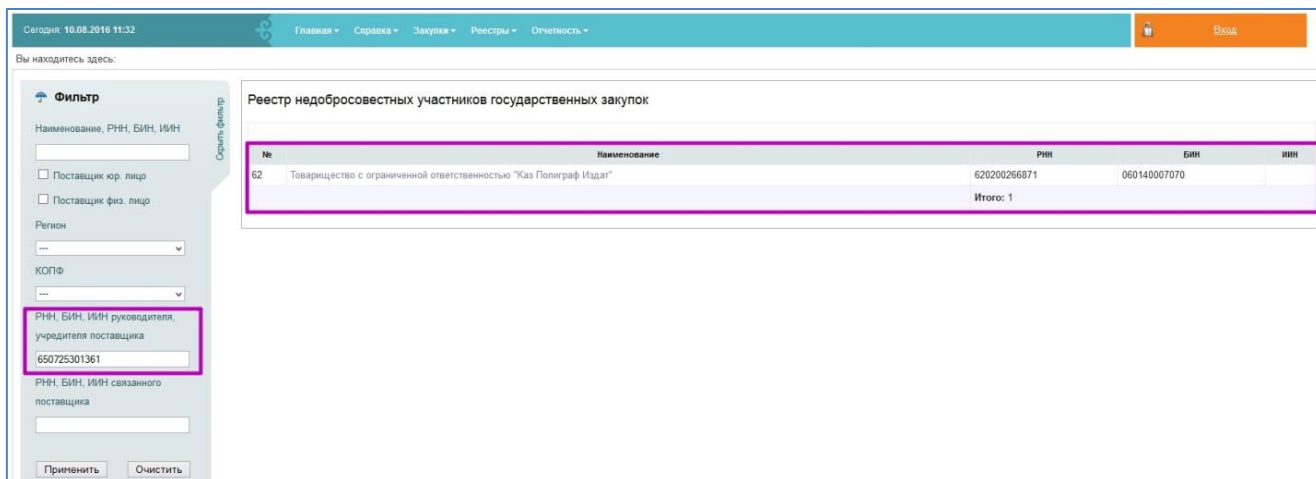 Сегодня: 10.08.2016 11:32
Главная Справка Закупки Реестры Отчетность
Вход
Вы находитесь здесь:
Фильтр
Скрыть фильтр
Наименование, РНН, БИН, ИИН
Поставщик юр. лицо
Поставщик физ. лицо
Регион
---
КОПФ
---
РНН, БИН, ИИН руководителя,
учредителя поставщика
650725301361
РНН, БИН, ИИН связанного
поставщика
Применить Очистить
Реестр недобросовестных участников государственных закупок
№ Наименование РНН БИН ИИН
62 Товарищество с ограниченной ответственностью "Каз Полиграф Издат" 620200266871 060140007070
Итого: 1